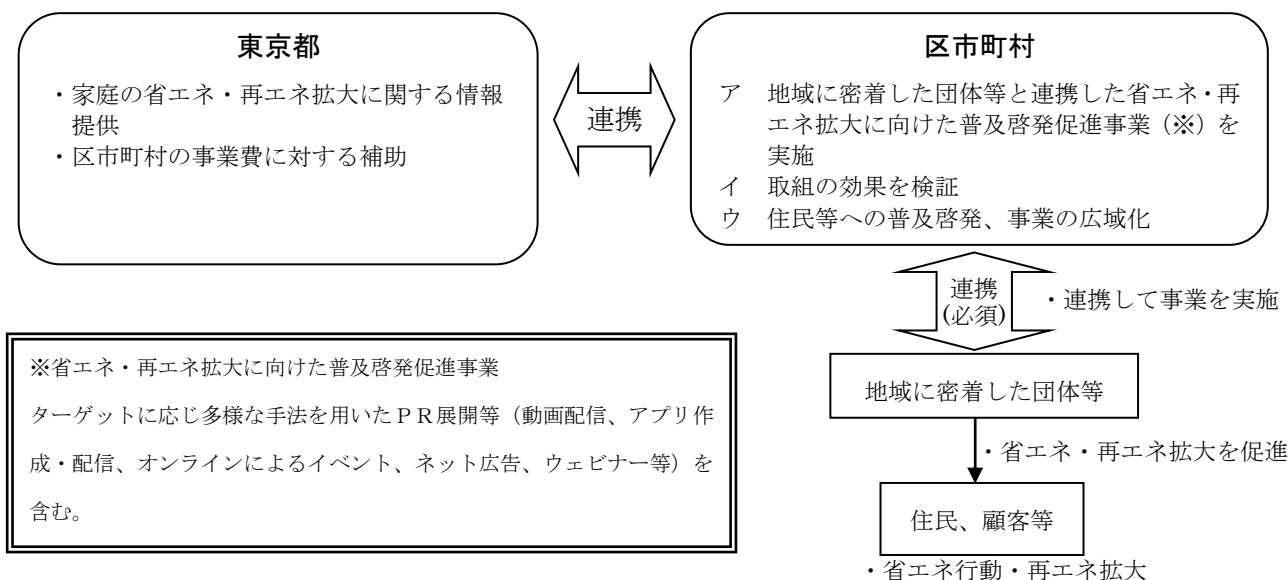 東京都
・家庭の省エネ・再エネ拡大に関する情報
提供
・区市町村の事業費に対する補助
連携
区市町村
ア 地域に密着した団体等と連携した省エネ・再
エネ拡大に向けた普及啓発促進事業(※)を
実施
イ 取組の効果を検証
ウ 住民等への普及啓発、事業の広域化
連携
(必須)
・連携して事業を実施
※省エネ・再エネ拡大に向けた普及啓発促進事業
ターゲットに応じ多様な手法を用いたPR展開等(動画配信、アプリ作
成・配信、オンラインによるイベント、ネット広告、ウェビナー等)を
含む。
地域に密着した団体等
・省エネ・再エネ拡大を促進
住民、顧客等
・省エネ行動・再エネ拡大